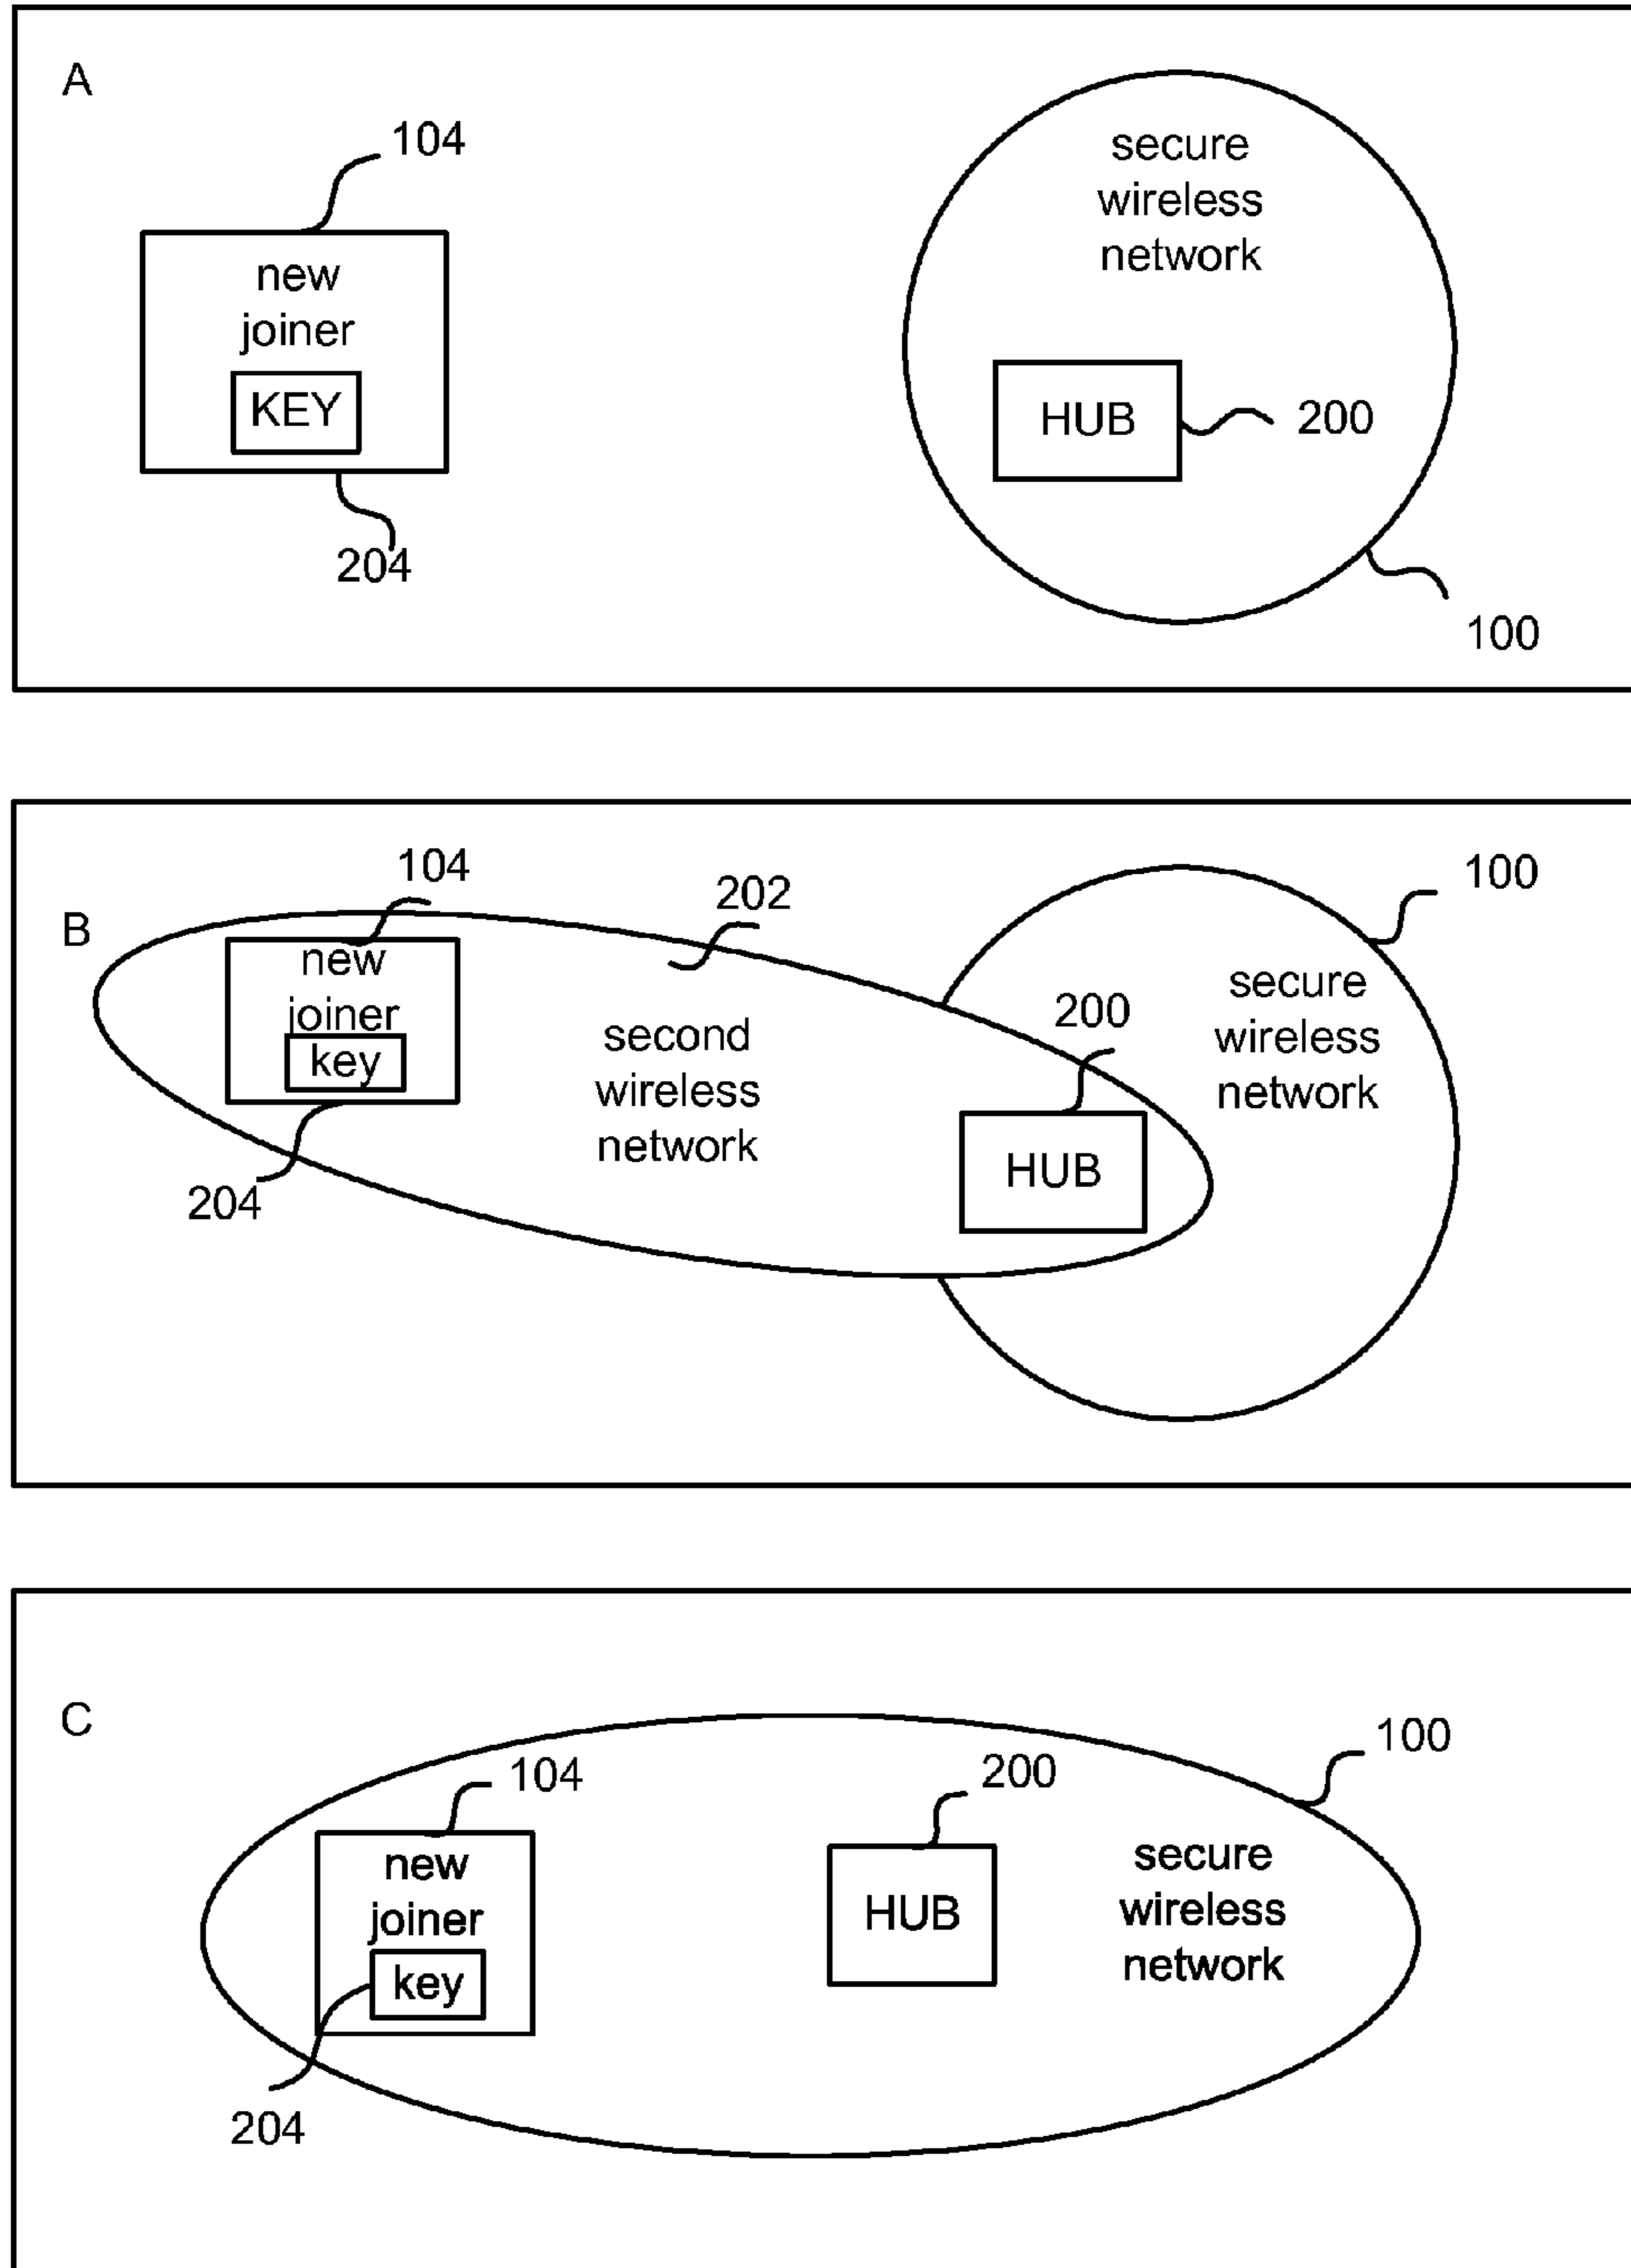 A
104
secure
wireless
network
new
joiner
KEY
HUB
200
204
100
104
202
100
B
new
joiner
key
secure
wireless
network
200
second
wireless
network
HUB
204
C
104
200
100
new
joiner
key
HUB
secure
wireless
network
204